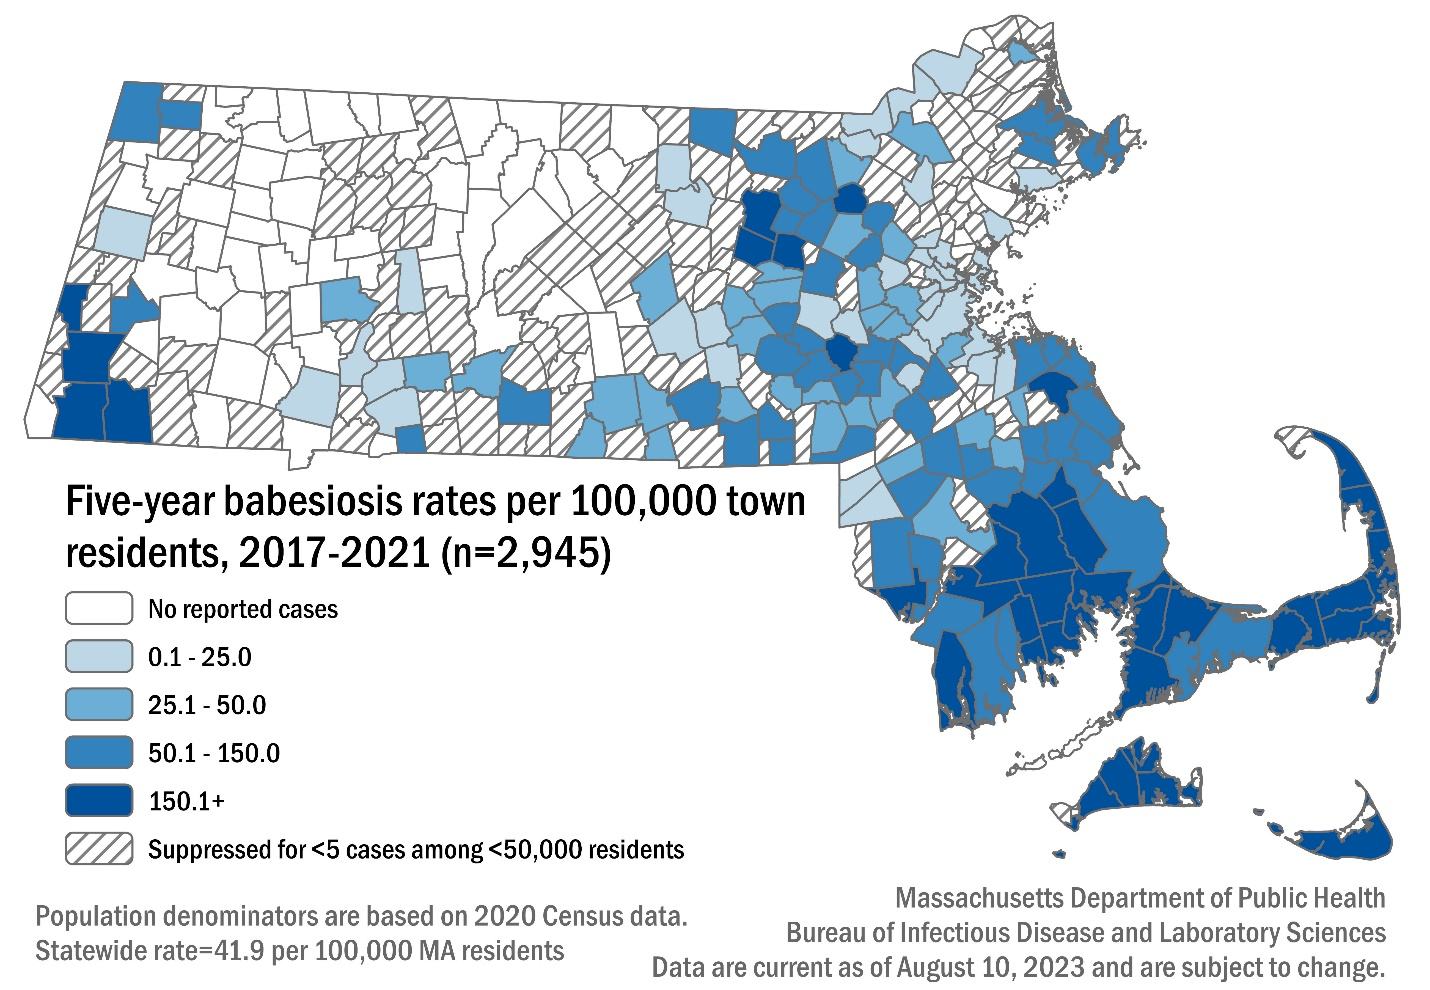 Five-year babesiosis rates per 100,000 town
residents, 2017-2021 (n=2,945)
No reported cases
0.1 - 25.0
25.1 - 50.0
50.1 - 150.0
150.1+
Suppressed for <5 cases among <50,000 residents
Population denominators are based on 2020 Census data.
Statewide rate=41.9 per 100,000 MA residents
Massachusetts Department of Public Health
Bureau of Infectious Disease and Laboratory Sciences
Data are current as of August 10, 2023 and are subject to change.